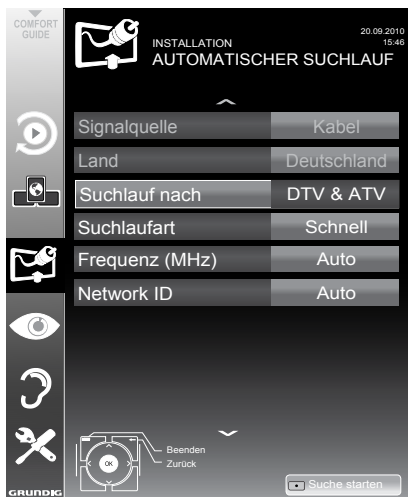 COMFORT
GUIDE
INSTALLATION
AUTOMATISCHER SUCHLAUF
20.09.2010
15:46
Signalquelle Kabel
Land Deutschland
Suchlauf nach DTV & ATV
Suchlaufart Schnell
Frequenz (MHz) Auto
Network ID Auto
Beenden
Zurück
OK
Suche starten
GRUNDIG